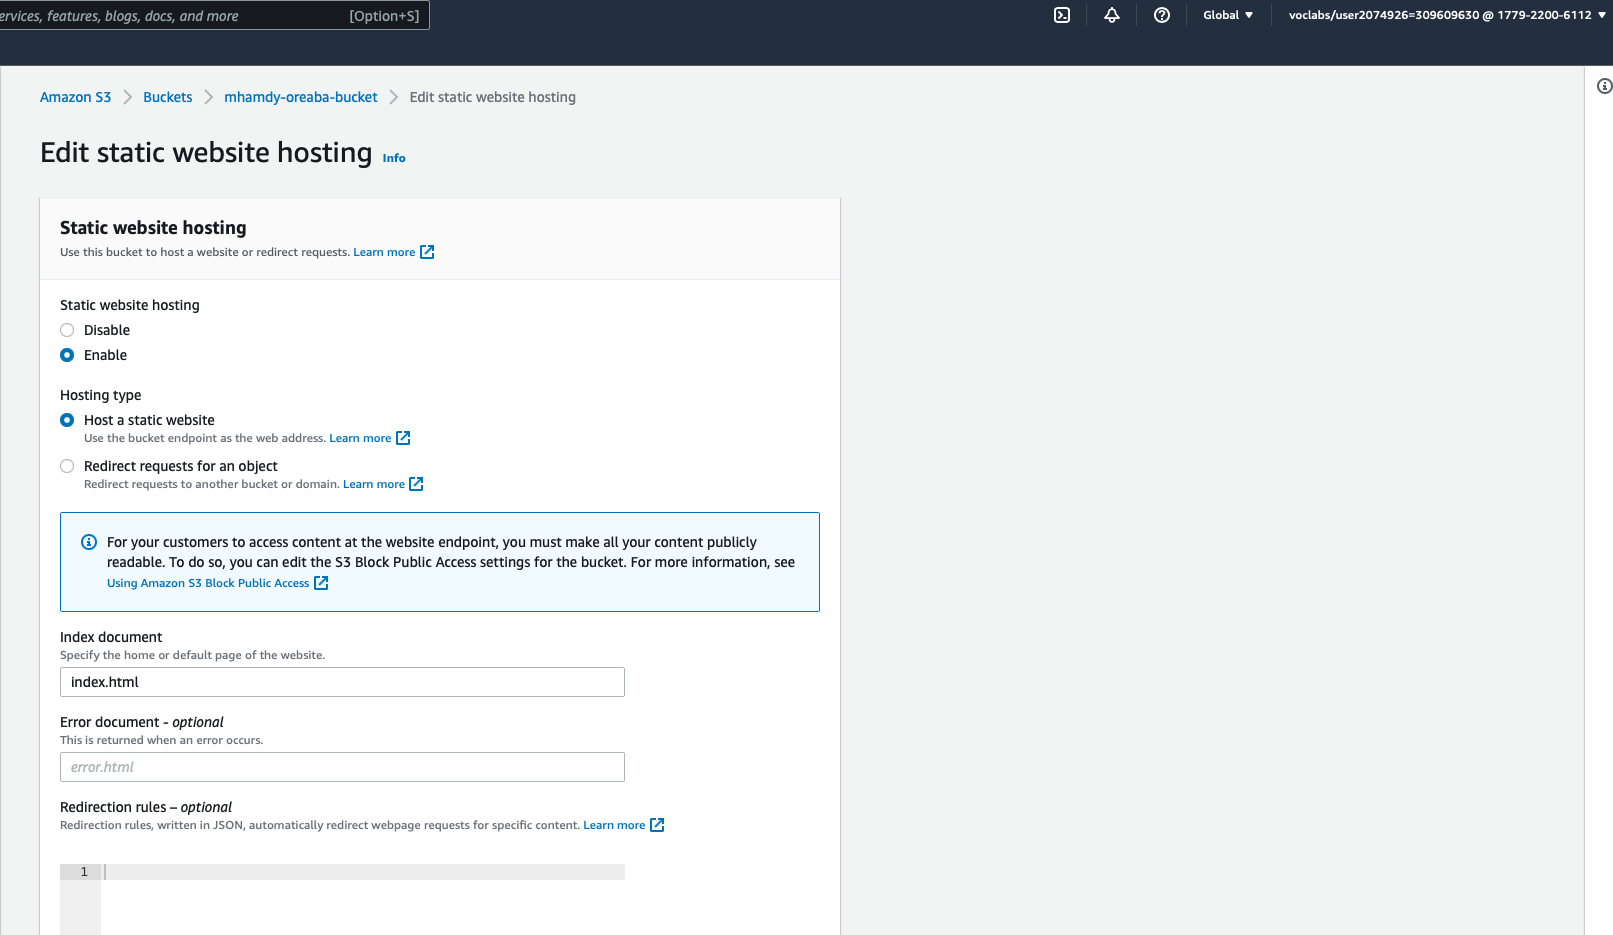 ervices, features, blogs, docs, and more [Option+S] Global voclabs/user2074926=309609630 @ 1779-2200-6112
Amazon S3 Buckets mhamdy-oreaba-bucket Edit static website hosting
Edit static website hosting Info
Static website hosting
Use this bucket to host a website or redirect requests. Learn more
Static website hosting
Disable
Enable
Hosting type
Host a static website
Use the bucket endpoint as the web address. Learn more
Redirect requests for an object
Redirect requests to another bucket or domain. Learn more
For your customers to access content at the website endpoint, you must make all your content publicly
readable. To do so, you can edit the S3 Block Public Access settings for the bucket. For more information, see
Using Amazon S3 Block Public Access
Index document
Specify the home or default page of the website.
index.html
Error document - optional
This is returned when an error occurs.
error.html
Redirection rules – optional
Redirection rules, written in JSON, automatically redirect webpage requests for specific content. Learn more
1